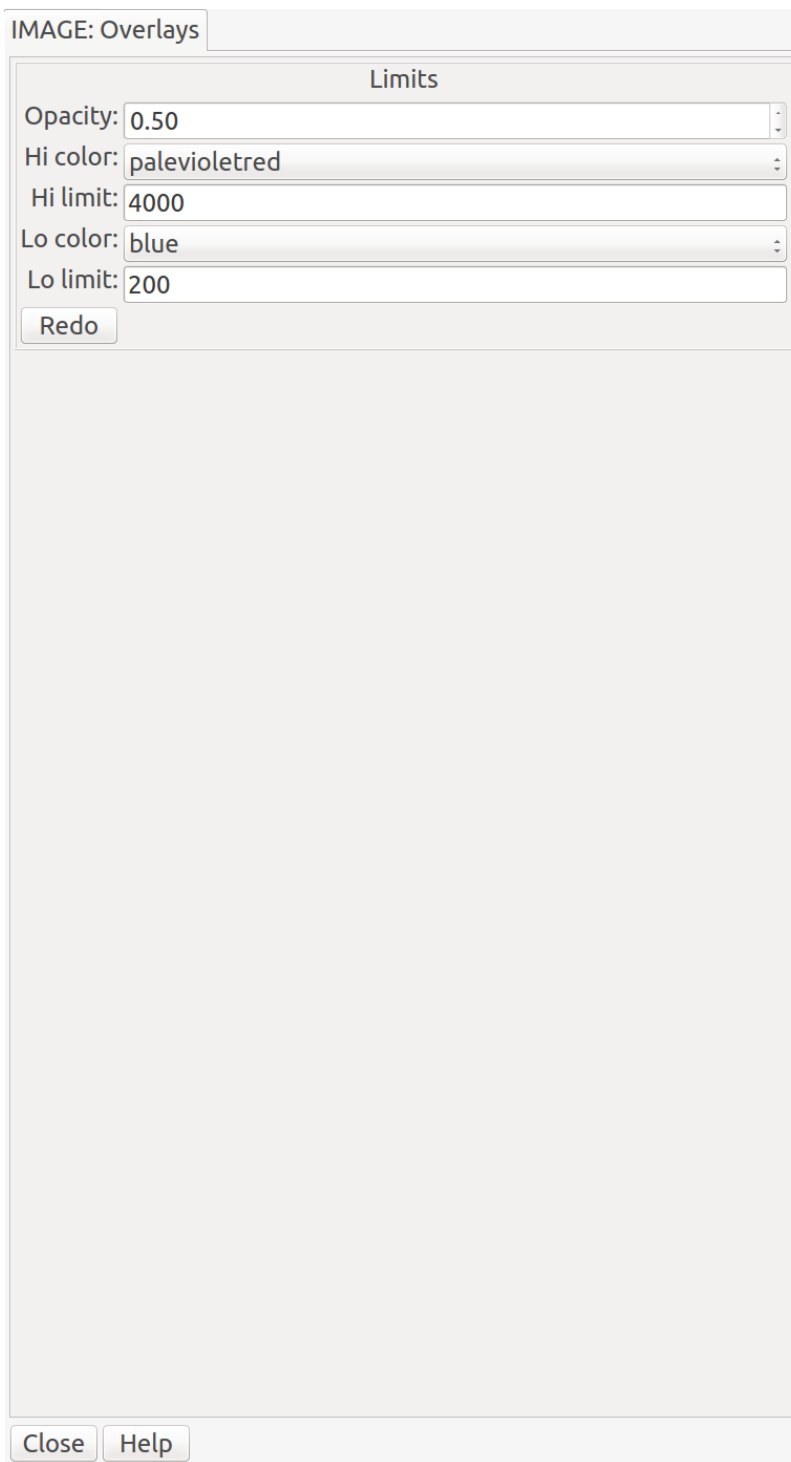 IMAGE: Overlays
Limits
Opacity: 0.50
Hi color: palevioletred
Hi limit: 4000
Lo color: blue
Lo limit: 200
Redo
Close Help